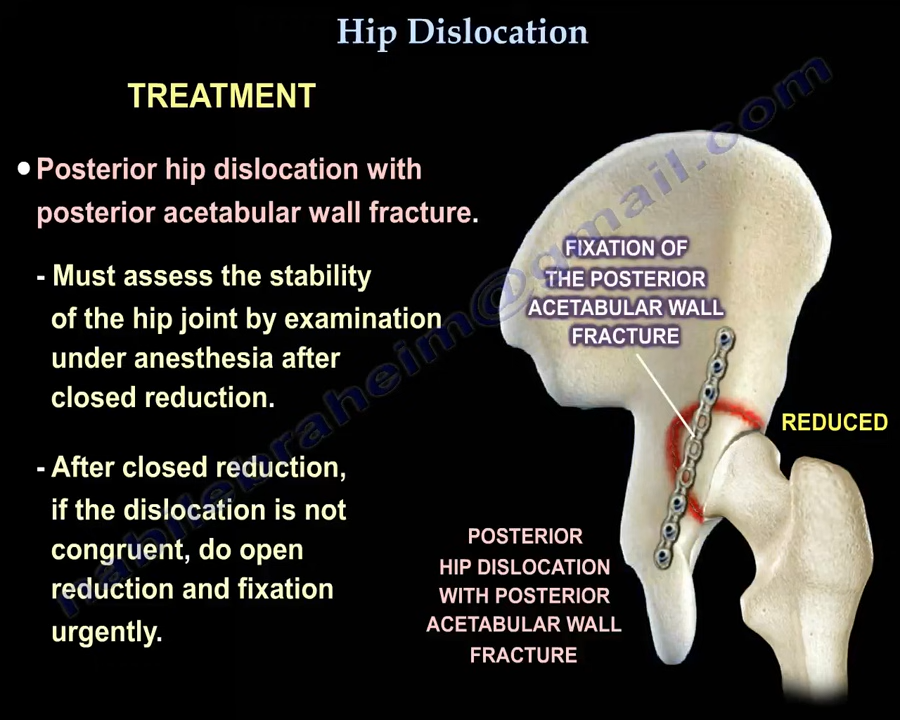 Hip Dislocation
TREATMENT
• Posterior hip dislocation with
posterior acetabular wall fracture.
- Must assess the stability
of the hip joint by examination
under anesthesia after
closed reduction.
- After closed reduction,
if the dislocation is not
congruent, do open
reduction and fixation
urgently.
FIXATION OF
THE POSTERIOR
ACETABULAR WALL
FRACTURE
REDUCED
POSTERIOR
HIP DISLOCATION
WITH POSTERIOR
ACETABULAR WALL
FRACTURE
nabilebraheim@gmail.com